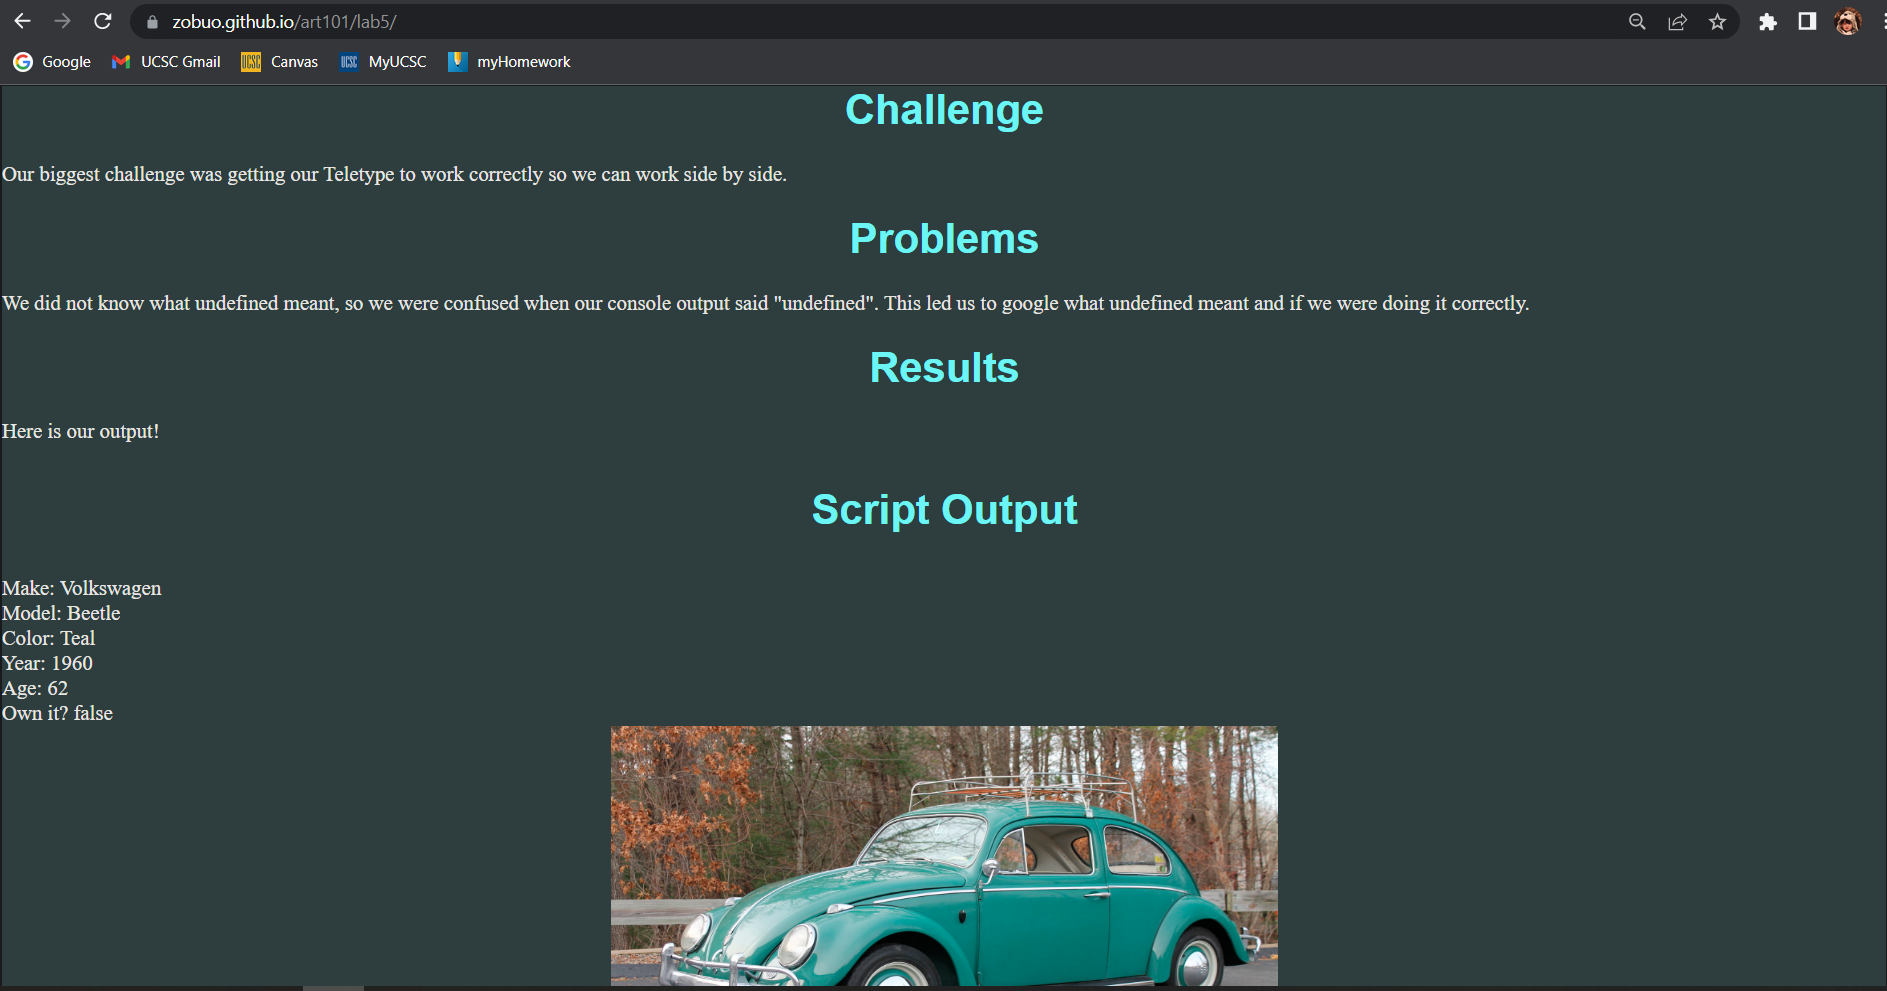 zobuo.github.io/art101/lab5/
Google UCSC Gmail UCSC Canvas UCSC MyUCSC myHomework
Challenge
Our biggest challenge was getting our Teletype to work correctly so we can work side by side.
Problems
We did not know what undefined meant, so we were confused when our console output said "undefined". This led us to google what undefined meant and if we were doing it correctly.
Results
Here is our output!
Script Output
Make: Volkswagen
Model: Beetle
Color: Teal
Year: 1960
Age: 62
Own it? false